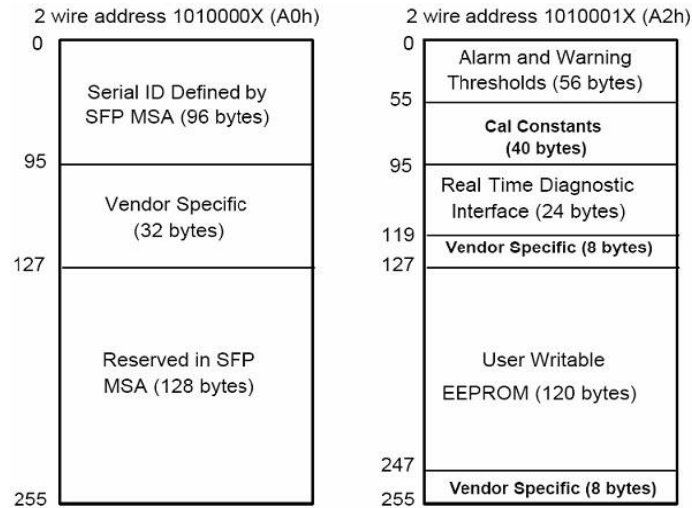 2 wire address 1010000X (A0h)
0
Serial ID Defined by
SFP MSA (96 bytes)
95
Vendor Specific
(32 bytes)
127
Reserved in SFP
MSA (128 bytes)
255
2 wire address 1010001X (A2h)
0
Alarm and Warning
Thresholds (56 bytes)
55
Cal Constants
(40 bytes)
95
Real Time Diagnostic
Interface (24 bytes)
119
Vendor Specific (8 bytes)
127
User Writable
EEPROM (120 bytes)
247
Vendor Specific (8 bytes)
255